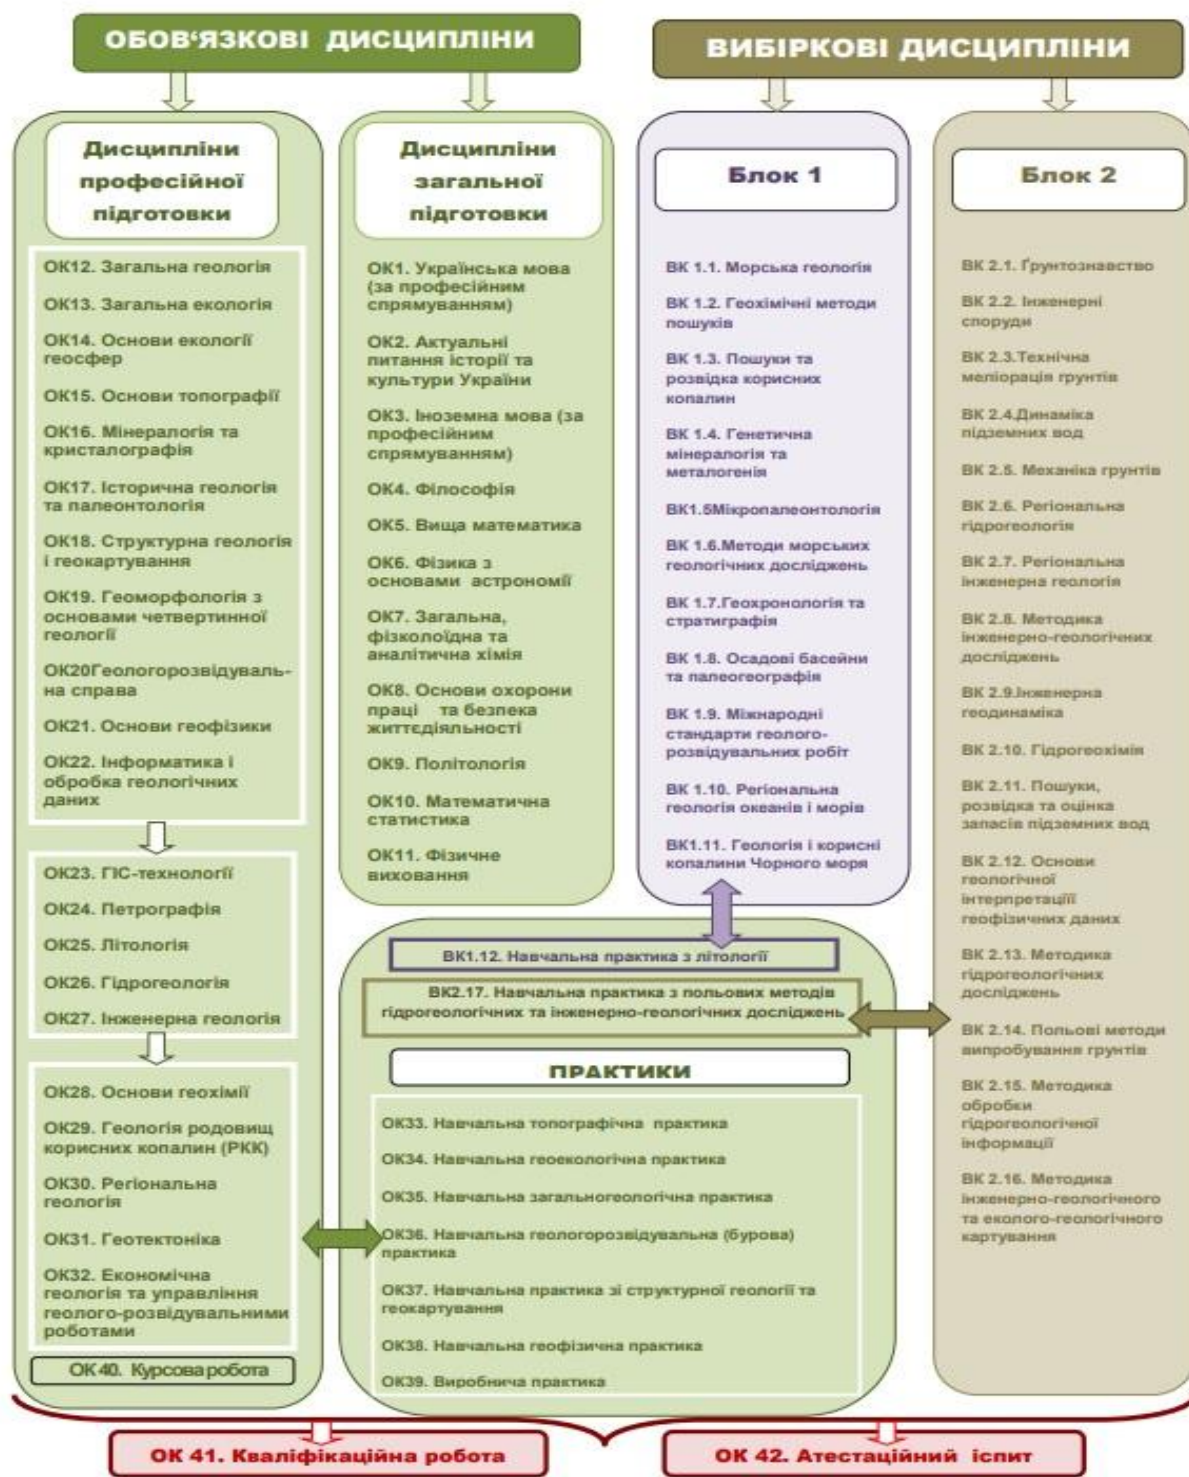 ОБОВ‘ЯЗКОВІ ДИСЦИПЛІНИ
Дисципліни
професійної
підготовки
ОК12. Загальна геологія
ОК13. Загальна екологія
ОК14. Основи екології
геосфер
ОК15. Основи топографії
ОК16. Мінералогія та
кристалографія
ОК17. Історична геологія
та палеонтологія
ОК18. Структурна геологія
і геокартування
ОК19. Геоморфологія з
основами четвертинної
геології
ОК20Геологорозвідуваль-
на справа
ОК21. Основи геофізики
ОК22. Інформатика і
обробка геологічних
даних
ОК23. ГІС-технології
ОК24. Петрографія
ОК25. Літологія
ОК26. Гідрогеологія
ОК27. Інженерна геологія
ОК28. Основи геохімії
ОК29. Геологія родовищ
корисних копалин (РКК)
ОК30. Регіональна
геологія
ОК31. Геотектоніка
ОК32. Економічна
геологія та управління
геолого-розвідувальними
роботами
ОК 40. Курсова робота
Дисципліни
загальної
підготовки
ОК1. Українська мова
(за професійним
спрямуванням)
ОК2. Актуальні
питання історії та
культури України
ОК3. Іноземна мова (за
професійним
спрямуванням)
ОК4. Філософія
ОК5. Вища математика
ОК6. Фізика з
основами астрономії
ОК7. Загальна,
фізколоїдна та
аналітична хімія
ОК8. Основи охорони
праці та безпека
життєдіяльності
ОК9. Політологія
ОК10. Математична
статистика
ОК11. Фізичне
виховання
ВИБІРКОВІ ДИСЦИПЛІНИ
Блок 1
ВК 1.1. Морська геологія
ВК 1.2. Геохімічні методи
пошуків
ВК 1.3. Пошуки та
розвідка корисних
копалин
ВК 1.4. Генетична
мінералогія та
металогенія
ВК1.5Мікропалеонтологія
ВК 1.6.Методи морських
геологічних досліджень
ВК 1.7.Геохронологія та
стратиграфія
ВК 1.8. Осадові басейни
та палеогеографія
ВК 1.9. Міжнародні
стандарти геолого-
розвідувальних робіт
ВК 1.10. Регіональна
геологія океанів і морів
ВК1.11. Геологія і корисні
копалини Чорного моря
Блок 2
ВК 2.1. Ґрунтознавство
ВК 2.2. Інженерні
споруди
ВК 2.3.Технічна
меліорація ґрунтів
ВК 2.4.Динаміка
підземних вод
ВК 2.5. Механіка ґрунтів
ВК 2.6. Регіональна
гідрогеологія
ВК 2.7. Регіональна
інженерна геологія
ВК 2.8. Методика
інженерно-геологічних
досліджень
ВК 2.9.Інженерна
геодинаміка
ВК 2.10. Гідрогеохімія
ВК 2.11. Пошуки,
розвідка та оцінка
запасів підземних вод
ВК 2.12. Основи
геологічної
інтерпретаціїї
геофізичних даних
ВК 2.13. Методика
гідрогеологічних
досліджень
ВК 2.14. Польові методи
випробування ґрунтів
ВК 2.15. Методика
обробки
гідрогеологічної
інформації
ВК 2.16. Методика
інженерно-геологічного
та еколого-геологічного
картування
ВК1.12. Навчальна практика з літології
ВК2.17. Навчальна практика з польових методів
гідрогеологічних та інженерно-геологічних досліджень
ПРАКТИКИ
ОК33. Навчальна топографічна практика
ОК34. Навчальна геоекологічна практика
ОК35. Навчальна загальногеологічна практика
ОК36. Навчальна геологорозвідувальна (бурова)
практика
ОК37. Навчальна практика зі структурної геології та
геокартування
ОК38. Навчальна геофізична практика
ОК39. Виробнича практика
ОК 41. Кваліфікаційна робота
ОК 42. Атестаційний іспит